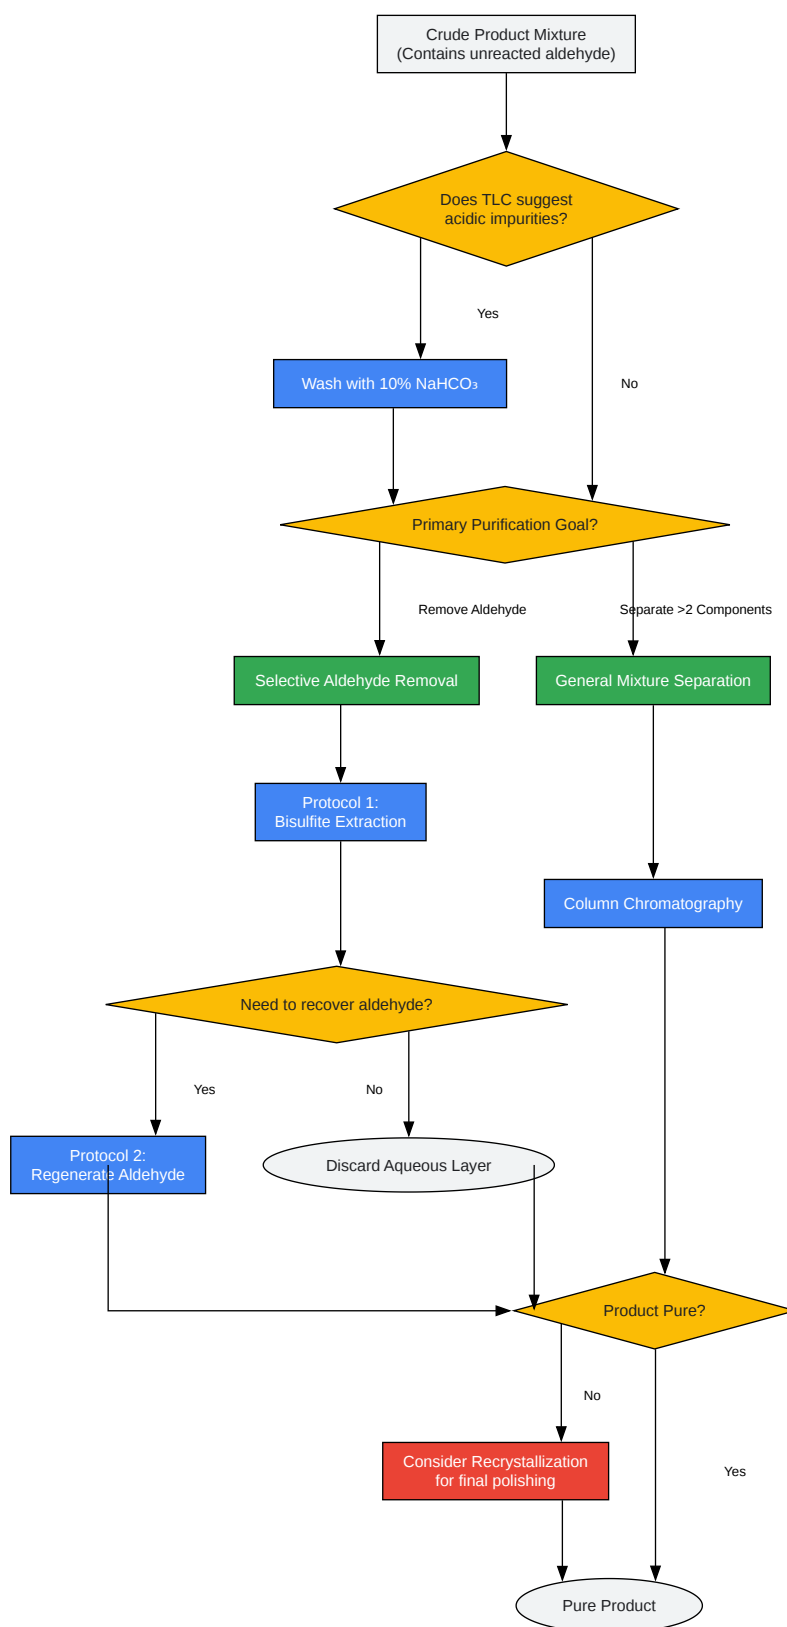 Crude Product Mixture
(Contains unreacted aldehyde)
Does TLC suggest
acidic impurities?
Yes
Wash with 10% NaHCO₃
No
Primary Purification Goal?
Remove Aldehyde
Separate >2 Components
Selective Aldehyde Removal
General Mixture Separation
Protocol 1:
Bisulfite Extraction
Column Chromatography
Need to recover aldehyde?
Yes
No
Protocol 2:
Regenerate Aldehyde
Discard Aqueous Layer
Product Pure?
No
Consider Recrystallization
for final polishing
Yes
Pure Product